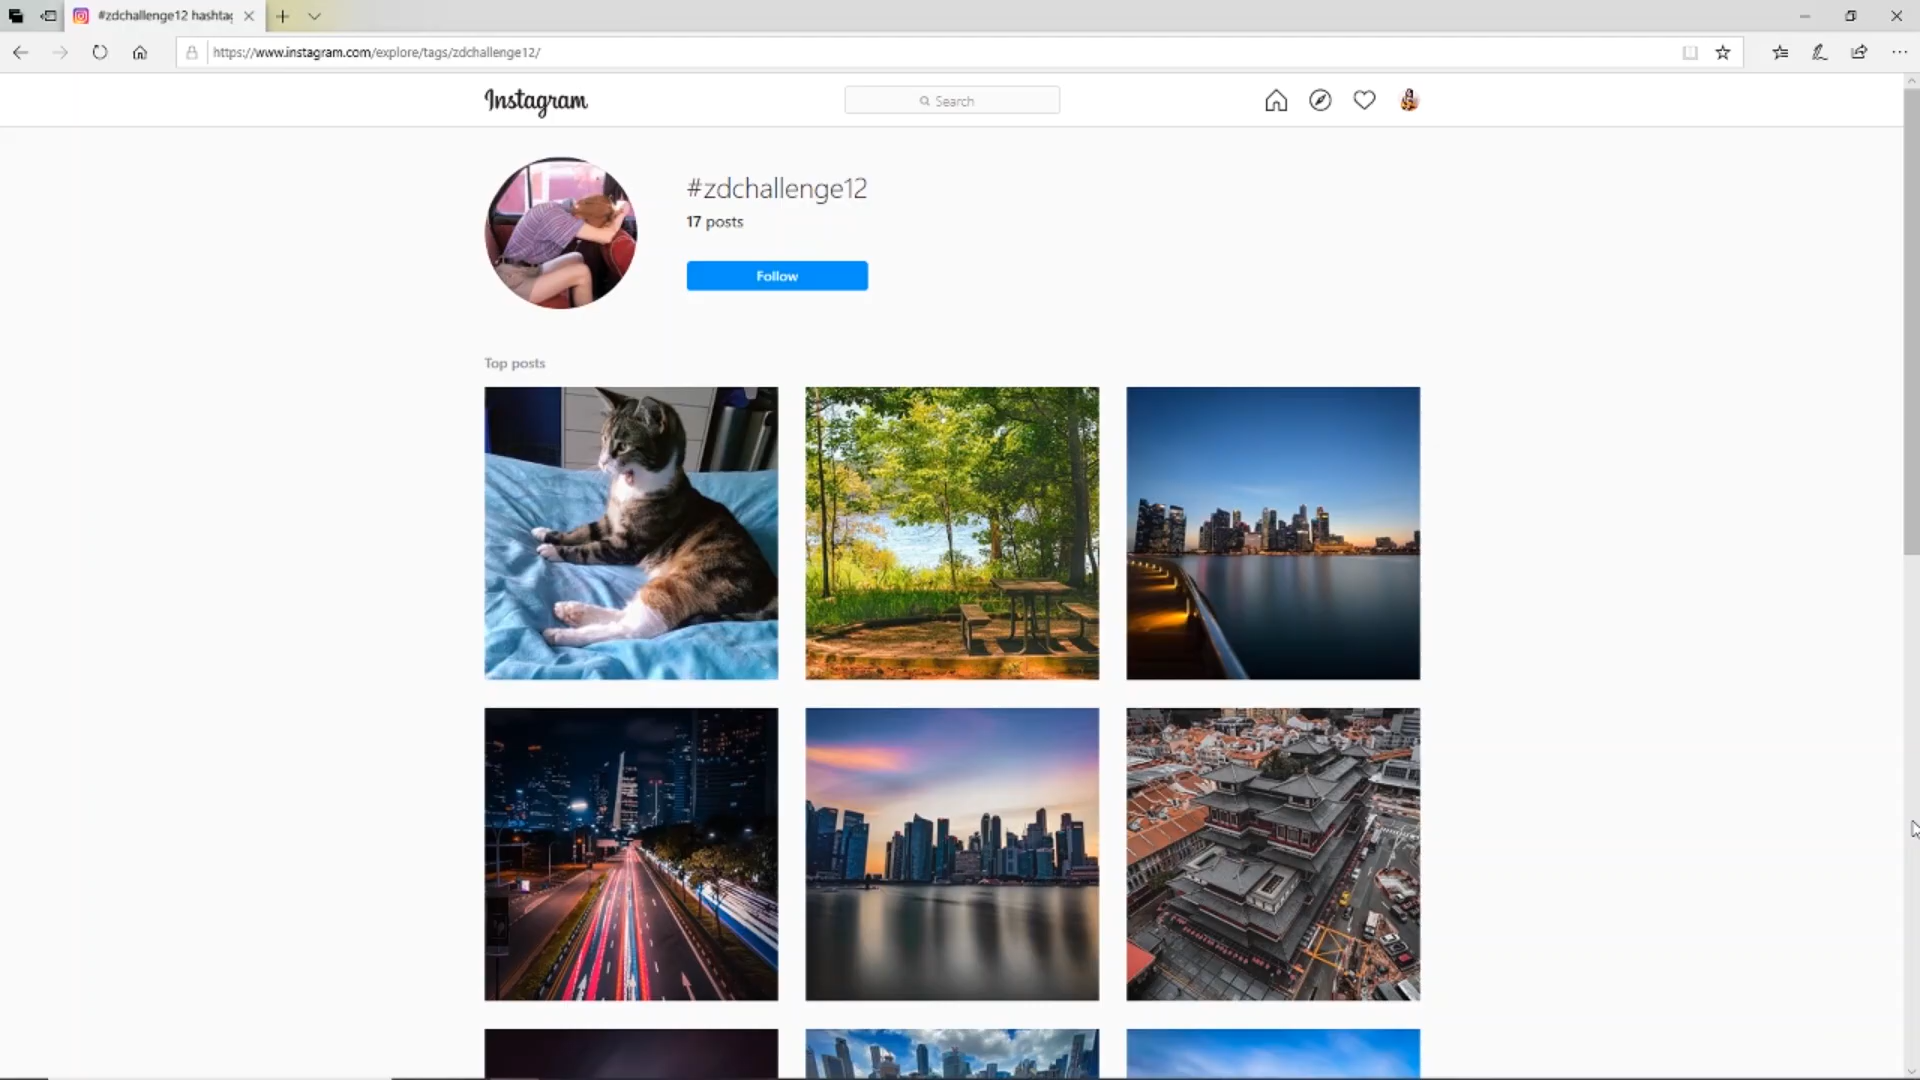 #zdchallenge12 hashtag
https://www.instagram.com/explore/tags/zdchallenge12/
Instagram
Search
#zdchallenge12
17 posts
Follow
Top posts